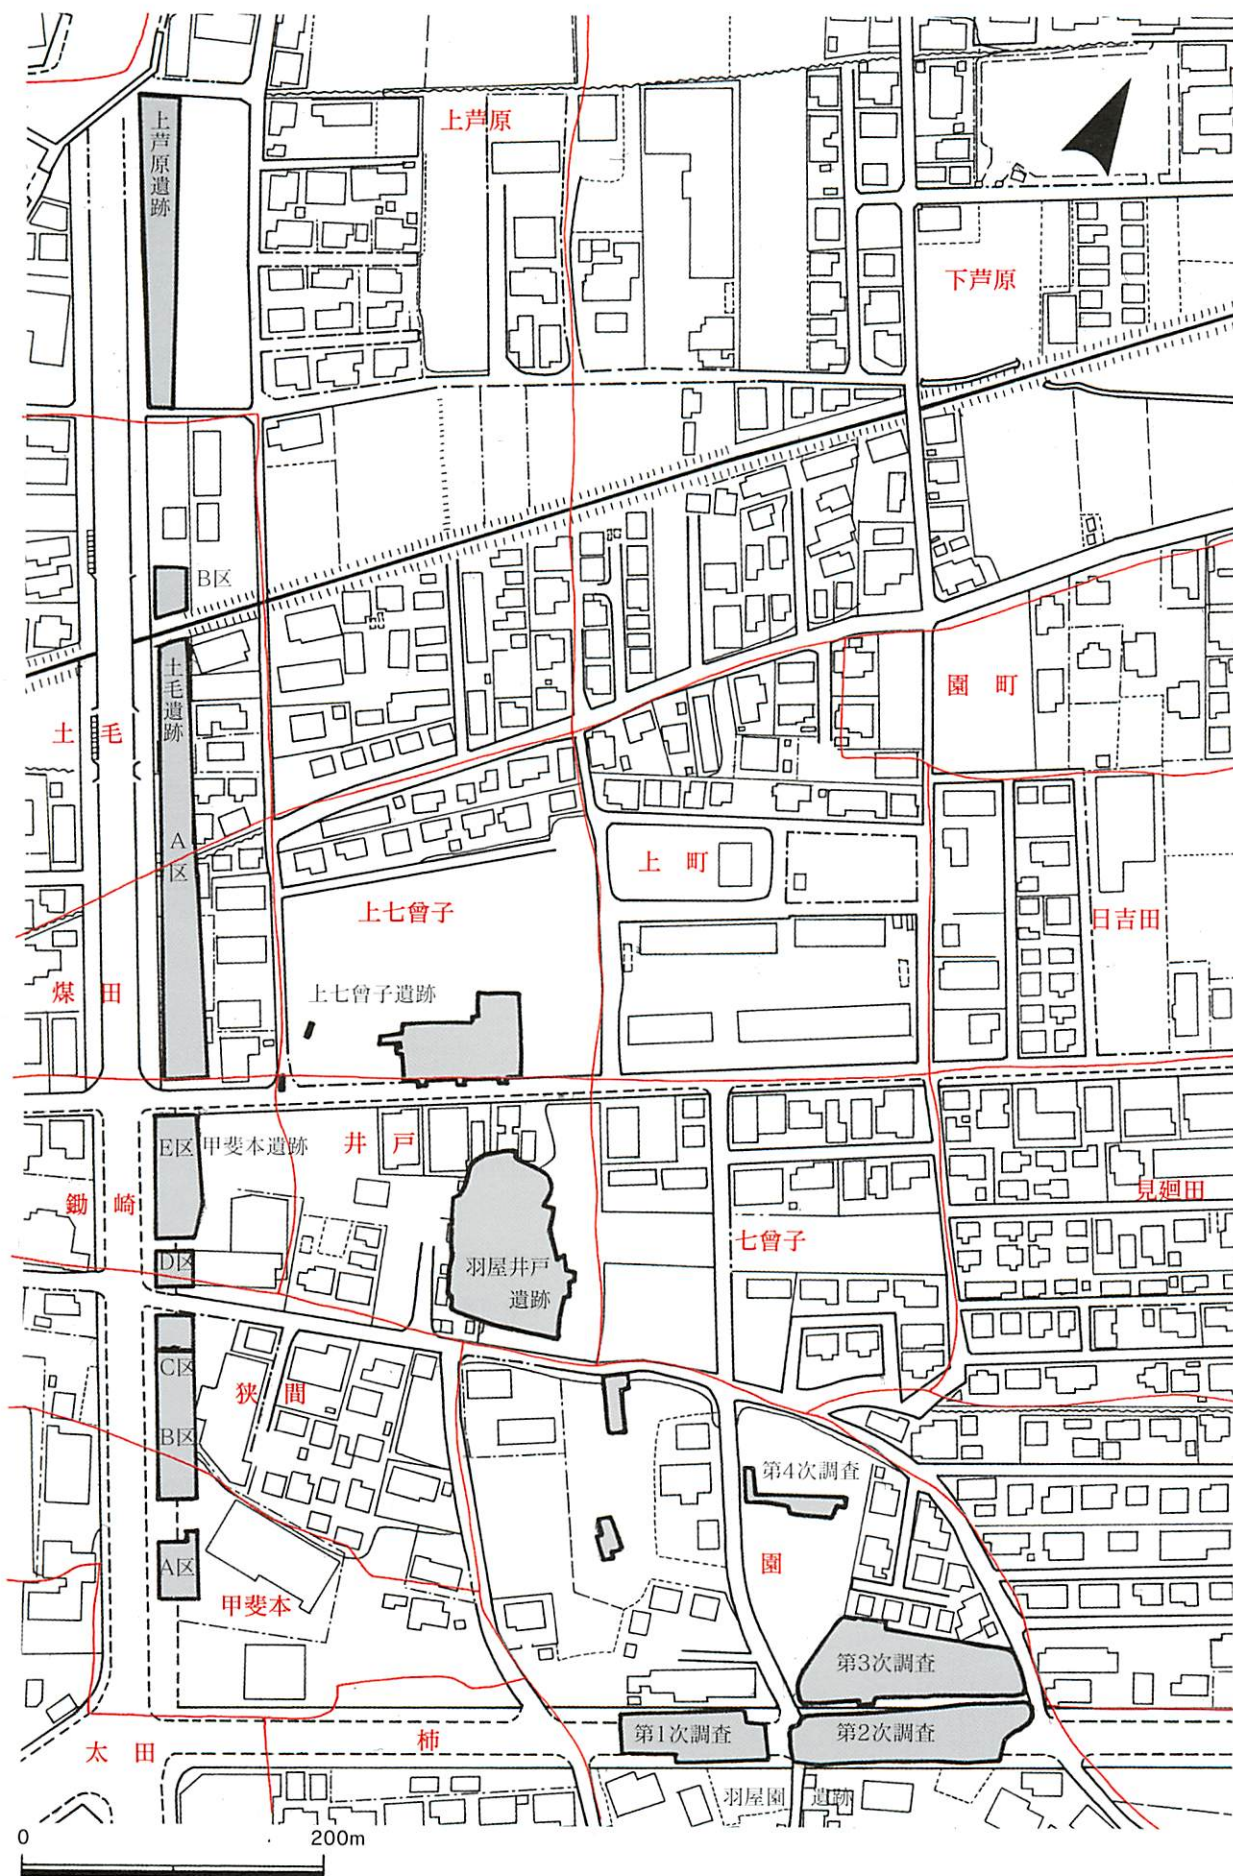 上芦原
上芦原遺跡
下芦原
B区
土毛遺跡
園 町
土 毛
A区
上 町
上七曾子
日吉田
煤 田
上七曾子遺跡
E区
甲斐本遺跡
井 戸
見廻田
鋤 崎
七曾子
D区
羽屋井戸
遺跡
C区
狭 間
B区
第4次調査
A区
園
甲斐本
第3次調査
第1次調査
第2次調査
太 田
柿
羽屋園 遺跡
0
200m